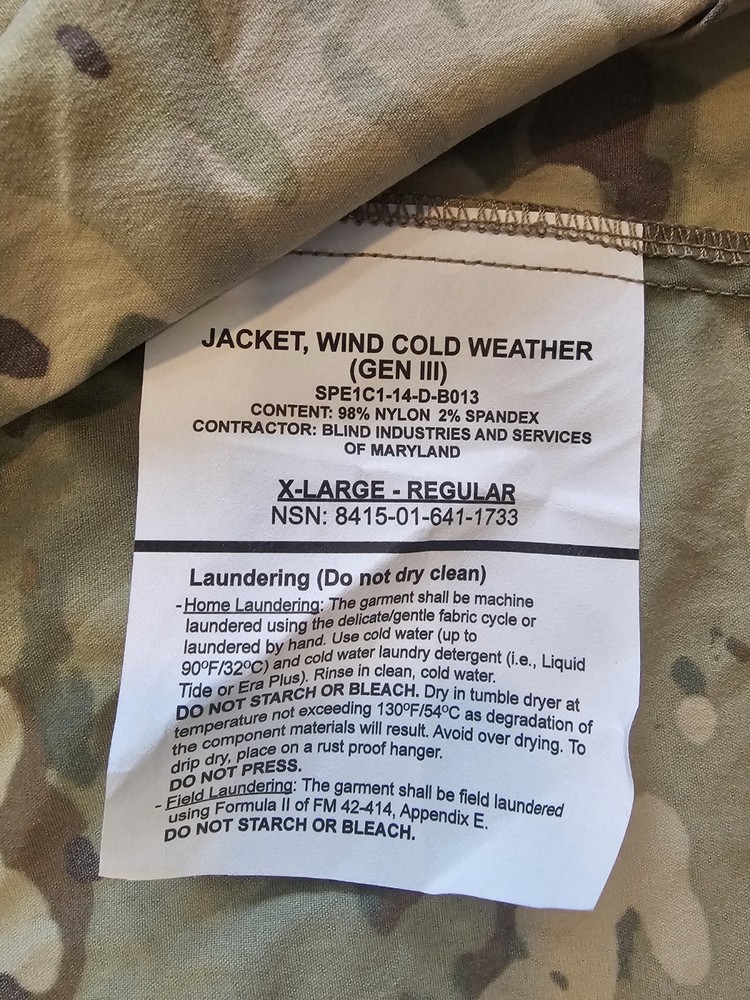 JACKET, WIND COLD WEATHER
(GEN III)
SPE1C1-14-D-B013
CONTENT: 98% NYLON 2% SPANDEX
CONTRACTOR: BLIND INDUSTRIES AND SERVICES
OF MARYLAND
X-LARGE - REGULAR
NSN: 8415-01-641-1733
Laundering (Do not dry clean)
-Home Laundering: The garment shall be machine
laundered using the delicate/gentle fabric cycle or
laundered by hand. Use cold water (up to
90ºF/32ºC) and cold water laundry detergent (i.e., Liquid
Tide or Era Plus). Rinse in clean, cold water.
DO NOT STARCH OR BLEACH. Dry in tumble dryer at
temperature not exceeding 130ºF/54ºC as degradation of
the component materials will result. Avoid over drying. To
drip dry, place on a rust proof hanger.
DO NOT PRESS.
- Field Laundering: The garment shall be field laundered
using Formula II of FM 42-414, Appendix E.
DO NOT STARCH OR BLEACH.